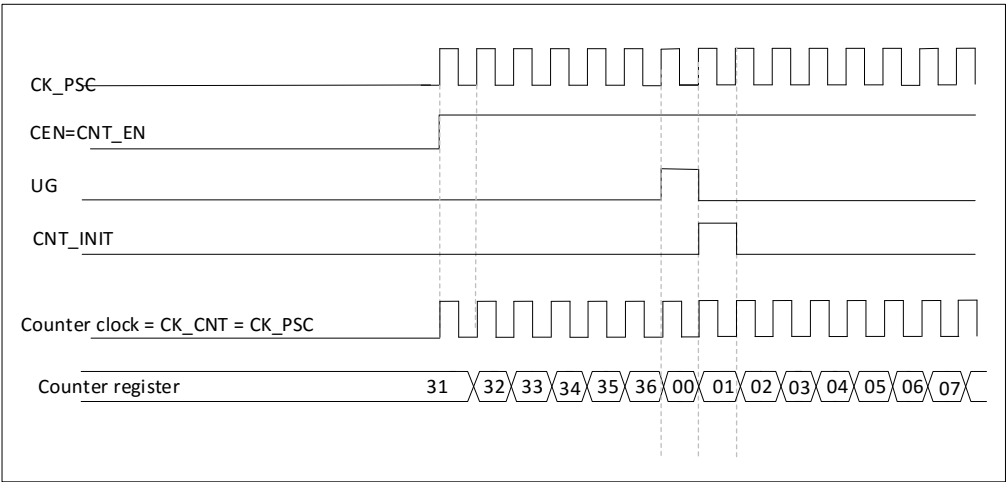 CK_PSC
CEN=CNT_EN
UG
CNT_INIT
Counter clock = CK_CNT = CK_PSC
Counter register 31 32 33 34 35 36 00 01 02 03 04 05 06 07